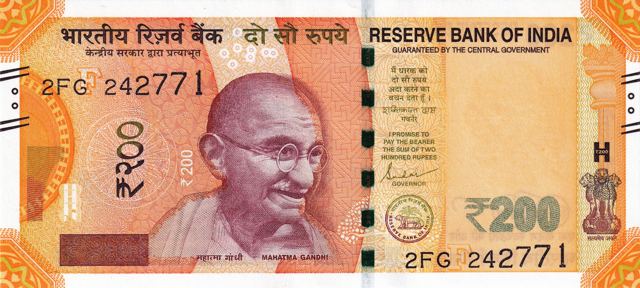 भारतीय रिज़र्व बैंक
केन्द्रीय सरकार द्वारा प्रत्याभूत
दो सौ रुपये
RESERVE BANK OF INDIA
GUARANTEED BY THE CENTRAL GOVERNMENT
2FG 242771
₹२००
₹200
मैं धारक को
दो सौ रुपये
अदा करने का
वचन देता हूँ ।
गवर्नर
I PROMISE TO
PAY THE BEARER
THE SUM OF TWO
HUNDRED RUPEES
GOVERNOR
₹200
H
₹200
सत्यमेव जयते
महात्मा गांधी
MAHATMA GANDHI
2FG 242771